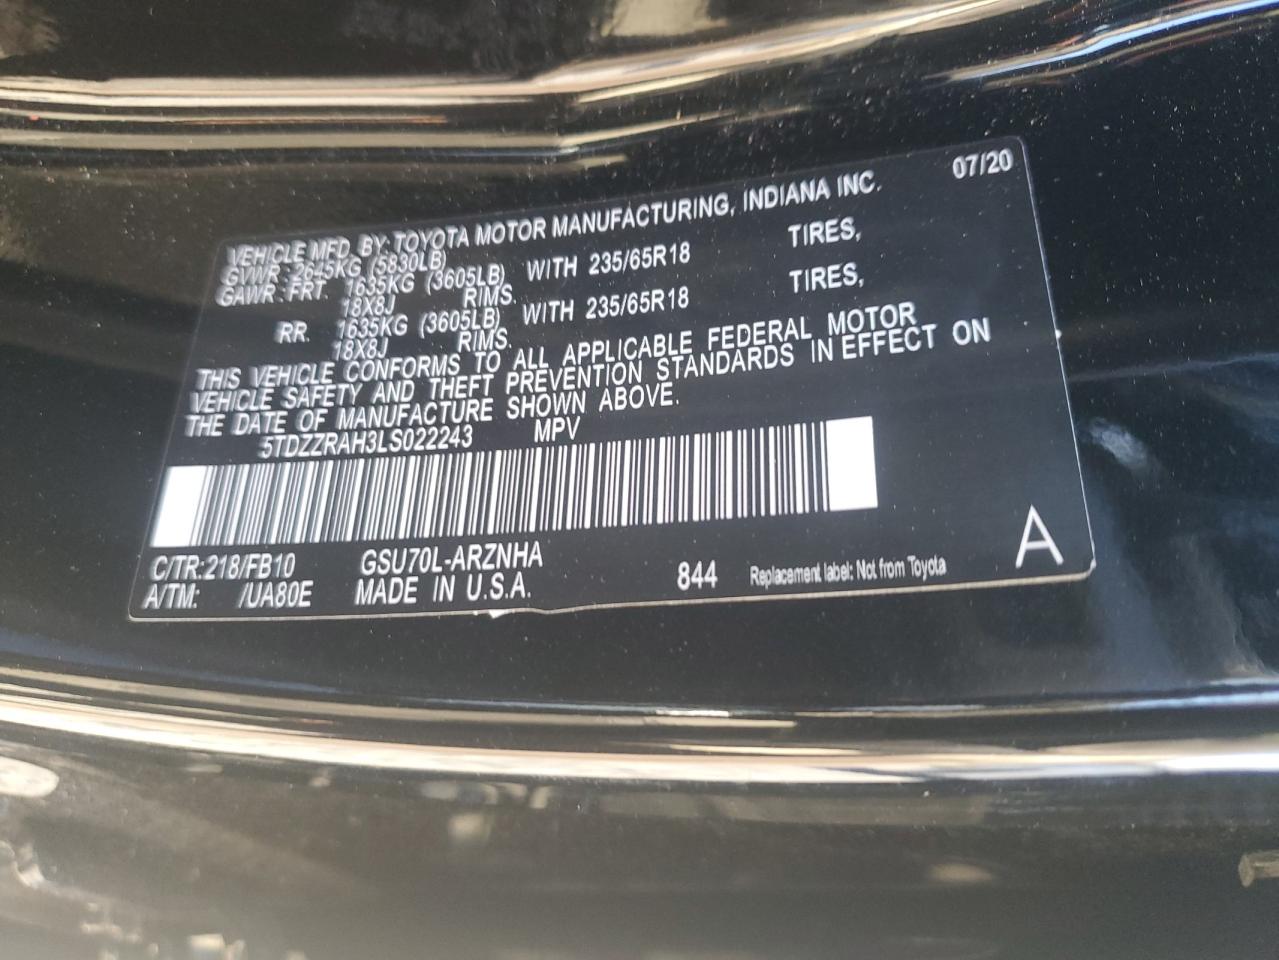 07/20
VEHICLE MFD. BY: TOYOTA MOTOR MANUFACTURING, INDIANA INC.
GVWR: 2645KG (5830LB)
GAWR: FRT. 1635KG (3605LB) WITH 235/65R18 TIRES,
18X8J RIMS.
RR. 1635KG (3605LB) WITH 235/65R18 TIRES,
18X8J RIMS.
THIS VEHICLE CONFORMS TO ALL APPLICABLE FEDERAL MOTOR
VEHICLE SAFETY AND THEFT PREVENTION STANDARDS IN EFFECT ON
THE DATE OF MANUFACTURE SHOWN ABOVE.
5TDZZRAH3LS022243 MPV
C/TR:218/FB10 GSU70L-ARZNHA
A/TM: /UA80E MADE IN U.S.A. 844 Replacement label: Not from Toyota A